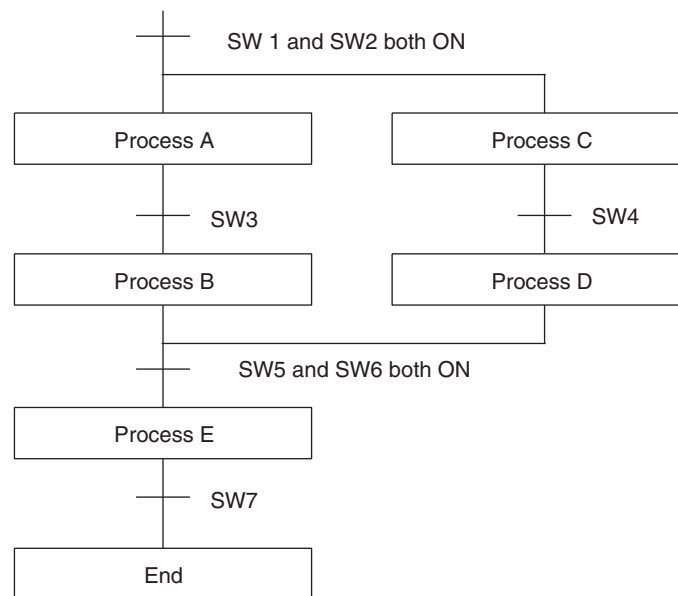 SW 1 and SW2 both ON
Process A
Process C
SW3
SW4
Process B
Process D
SW5 and SW6 both ON
Process E
SW7
End